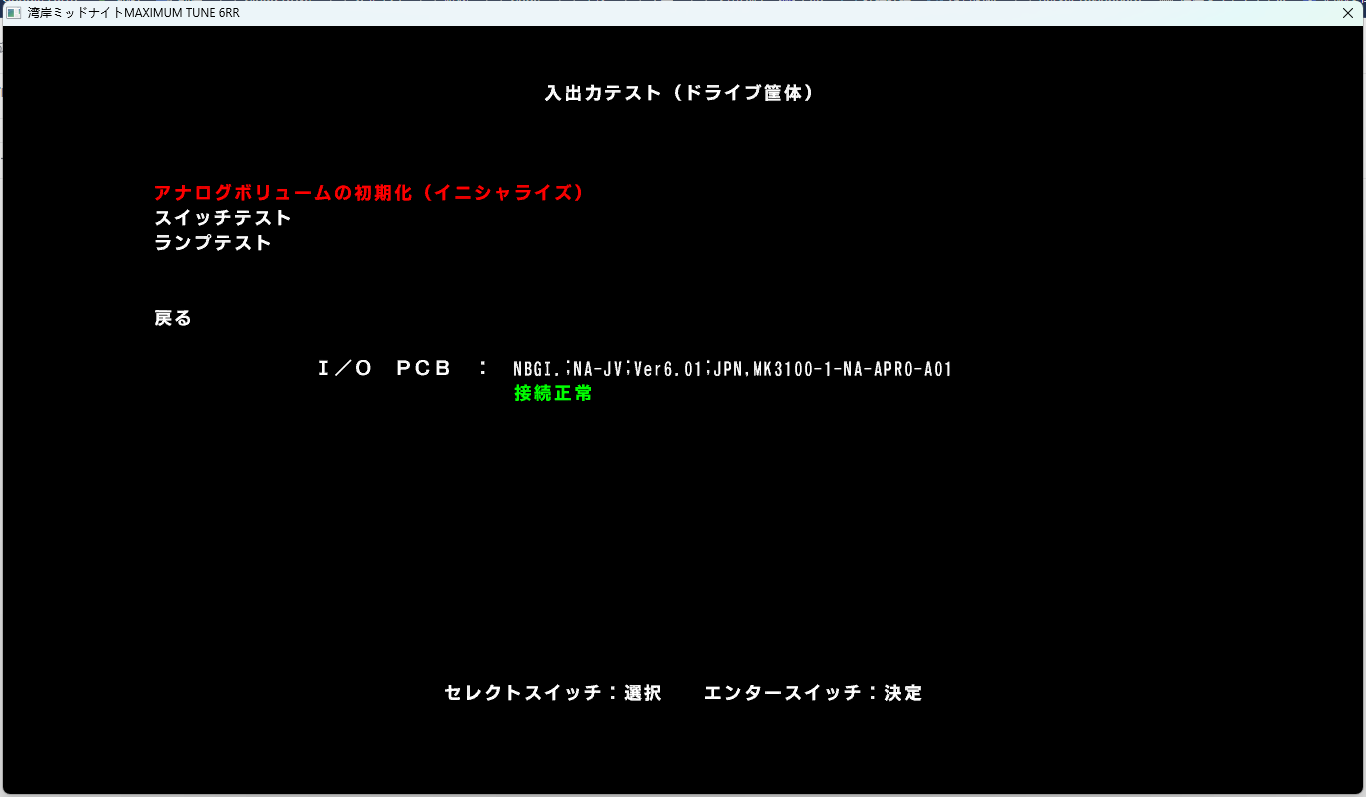 湾岸ミッドナイトMAXIMUM TUNE 6RR
入出力テスト（ドライブ筐体）
アナログボリュームの初期化（イニシャライズ）
スイッチテスト
ランプテスト
戻る
I／O PCB ： NBGI.;NA-JV;Ver6.01;JPN,MK3100-1-NA-APR0-A01
接続正常
セレクトスイッチ：選択　　エンタースイッチ：決定